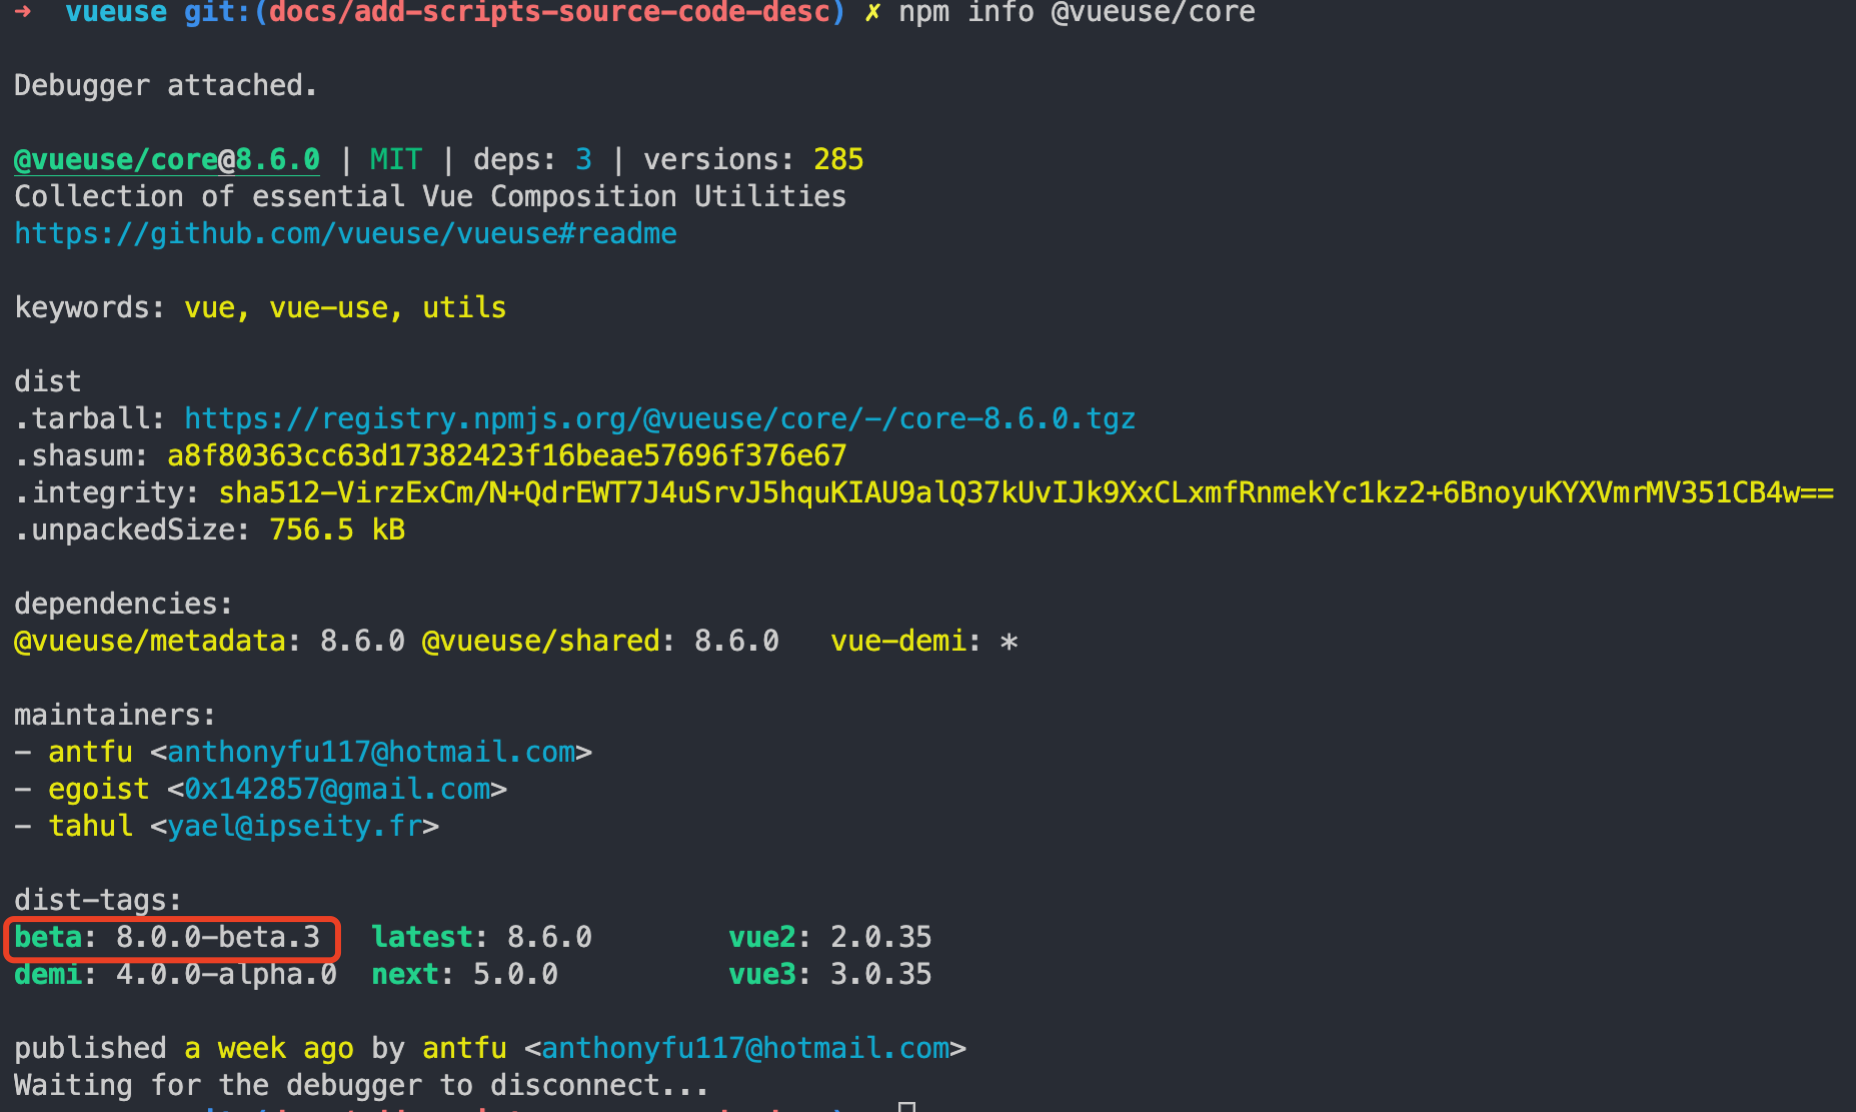 ➜  vueuse git:(docs/add-scripts-source-code-desc) ✗ npm info @vueuse/core
Debugger attached.
@vueuse/core@8.6.0 | MIT | deps: 3 | versions: 285
Collection of essential Vue Composition Utilities
https://github.com/vueuse/vueuse#readme
keywords: vue, vue-use, utils
dist
.tarball: https://registry.npmjs.org/@vueuse/core/-/core-8.6.0.tgz
.shasum: a8f80363cc63d17382423f16beae57696f376e67
.integrity: sha512-VirzExCm/N+QdrEWT7J4uSrvJ5hquKIAU9alQ37kUvIJk9XxCLxmfRnmekYc1kz2+6BnoyuKYXVmrMV351CB4w==
.unpackedSize: 756.5 kB
dependencies:
@vueuse/metadata: 8.6.0 @vueuse/shared: 8.6.0   vue-demi: *
maintainers:
- antfu <anthonyfu117@hotmail.com>
- egoist <0x142857@gmail.com>
- tahul <yael@ipseity.fr>
dist-tags:
beta: 8.0.0-beta.3   latest: 8.6.0        vue2: 2.0.35
demi: 4.0.0-alpha.0  next: 5.0.0          vue3: 3.0.35
published a week ago by antfu <anthonyfu117@hotmail.com>
Waiting for the debugger to disconnect...